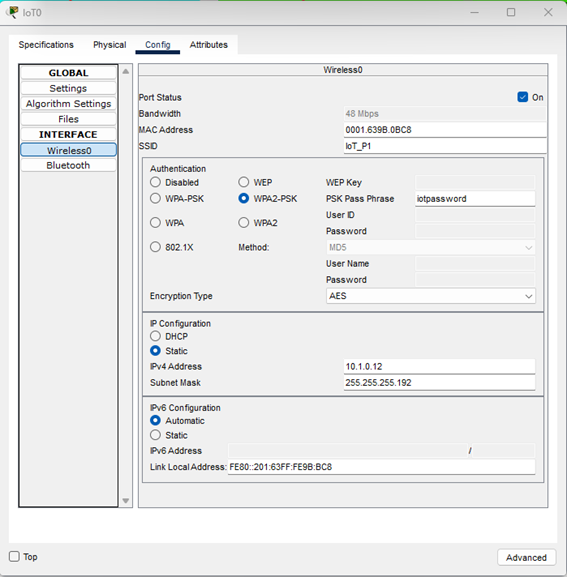 IoT0
Specifications Physical Config Attributes
GLOBAL
Settings
Algorithm Settings
Files
INTERFACE
Wireless0
Bluetooth
Wireless0
Port Status On
Bandwidth 48 Mbps
MAC Address 0001.639B.0BC8
SSID IoT_P1
Authentication
Disabled WEP WEP Key
WPA-PSK WPA2-PSK PSK Pass Phrase iotpassword
User ID
WPA WPA2 Password
802.1X Method: MD5
User Name
Password
Encryption Type AES
IP Configuration
DHCP
Static
IPv4 Address 10.1.0.12
Subnet Mask 255.255.255.192
IPv6 Configuration
Automatic
Static
IPv6 Address /
Link Local Address: FE80::201:63FF:FE9B:BC8
Top Advanced